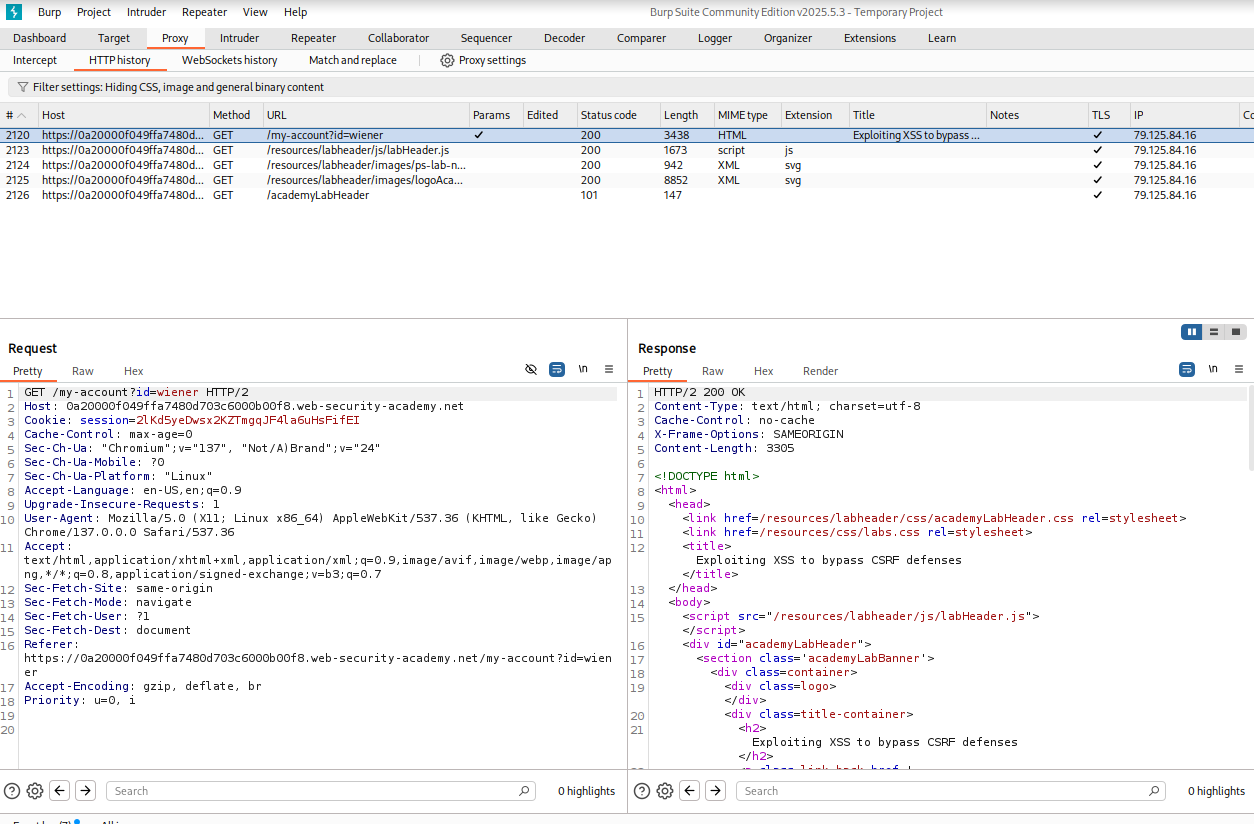 Burp Project Intruder Repeater View Help Burp Suite Community Edition v2025.5.3 - Temporary Project
Dashboard Target Proxy Intruder Repeater Collaborator Sequencer Decoder Comparer Logger Organizer Extensions Learn
Intercept HTTP history WebSockets history Match and replace Proxy settings
Filter settings: Hiding CSS, image and general binary content
# Host Method URL Params Edited Status code Length MIME type Extension Title Notes TLS IP Co
2120 https://0a20000f049ffa7480d... GET /my-account?id=wiener ✓ 200 3438 HTML Exploiting XSS to bypass ... ✓ 79.125.84.16
2123 https://0a20000f049ffa7480d... GET /resources/labheader/js/labHeader.js 200 1673 script js ✓ 79.125.84.16
2124 https://0a20000f049ffa7480d... GET /resources/labheader/images/ps-lab-n... 200 942 XML svg ✓ 79.125.84.16
2125 https://0a20000f049ffa7480d... GET /resources/labheader/images/logoAca... 200 8852 XML svg ✓ 79.125.84.16
2126 https://0a20000f049ffa7480d... GET /academyLabHeader 101 147 ✓ 79.125.84.16
Request
Pretty Raw Hex \n
1 GET /my-account?id=wiener HTTP/2
2 Host: 0a20000f049ffa7480d703c6000b00f8.web-security-academy.net
3 Cookie: session=2lKd5yeDwsx2KZTmgqJF4la6uHsFifEI
4 Cache-Control: max-age=0
5 Sec-Ch-Ua: "Chromium";v="137", "Not/A)Brand";v="24"
6 Sec-Ch-Ua-Mobile: ?0
7 Sec-Ch-Ua-Platform: "Linux"
8 Accept-Language: en-US,en;q=0.9
9 Upgrade-Insecure-Requests: 1
10 User-Agent: Mozilla/5.0 (X11; Linux x86_64) AppleWebKit/537.36 (KHTML, like Gecko)
Chrome/137.0.0.0 Safari/537.36
11 Accept:
text/html,application/xhtml+xml,application/xml;q=0.9,image/avif,image/webp,image/ap
ng,*/*;q=0.8,application/signed-exchange;v=b3;q=0.7
12 Sec-Fetch-Site: same-origin
13 Sec-Fetch-Mode: navigate
14 Sec-Fetch-User: ?1
15 Sec-Fetch-Dest: document
16 Referer:
https://0a20000f049ffa7480d703c6000b00f8.web-security-academy.net/my-account?id=wien
er
17 Accept-Encoding: gzip, deflate, br
18 Priority: u=0, i
19
20
Search 0 highlights
Response
Pretty Raw Hex Render \n
1 HTTP/2 200 OK
2 Content-Type: text/html; charset=utf-8
3 Cache-Control: no-cache
4 X-Frame-Options: SAMEORIGIN
5 Content-Length: 3305
6
7 <!DOCTYPE html>
8 <html>
9 <head>
10 <link href=/resources/labheader/css/academyLabHeader.css rel=stylesheet>
11 <link href=/resources/css/labs.css rel=stylesheet>
12 <title>
Exploiting XSS to bypass CSRF defenses
</title>
13 </head>
14 <body>
15 <script src="/resources/labheader/js/labHeader.js">
</script>
16 <div id="academyLabHeader">
17 <section class='academyLabBanner'>
18 <div class=container>
19 <div class=logo>
</div>
20 <div class=title-container>
21 <h2>
Exploiting XSS to bypass CSRF defenses
</h2>
Search 0 highlights